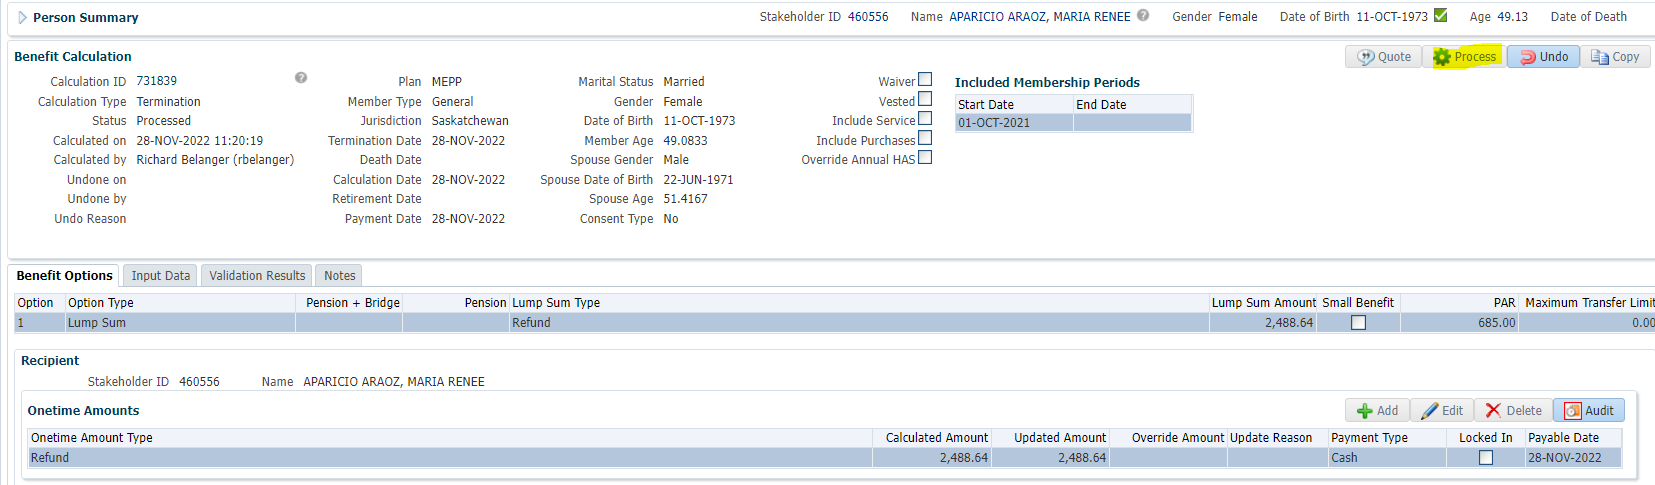 Person Summary Stakeholder ID 460556 Name APARICIO ARAOZ, MARIA RENEE Gender Female Date of Birth 11-OCT-1973 Age 49.13 Date of Death
Benefit Calculation Quote Process Undo Copy
Calculation ID 731839 Plan MEPP Marital Status Married Waiver Included Membership Periods
Calculation Type Termination Member Type General Gender Female Vested Start Date End Date
Status Processed Jurisdiction Saskatchewan Date of Birth 11-OCT-1973 Include Service 01-OCT-2021
Calculated on 28-NOV-2022 11:20:19 Termination Date 28-NOV-2022 Member Age 49.0833 Include Purchases
Calculated by Richard Belanger (rbelanger) Death Date Spouse Gender Male Override Annual HAS
Undone on Calculation Date 28-NOV-2022 Spouse Date of Birth 22-JUN-1971
Undone by Retirement Date Spouse Age 51.4167
Undo Reason Payment Date 28-NOV-2022 Consent Type No
Benefit Options Input Data Validation Results Notes
Option Option Type Pension + Bridge Pension Lump Sum Type Lump Sum Amount Small Benefit PAR Maximum Transfer Limit
1 Lump Sum Refund 2,488.64 685.00 0.00
Recipient
Stakeholder ID 460556 Name APARICIO ARAOZ, MARIA RENEE
Onetime Amounts Add Edit Delete Audit
Onetime Amount Type Calculated Amount Updated Amount Override Amount Update Reason Payment Type Locked In Payable Date
Refund 2,488.64 2,488.64 Cash 28-NOV-2022